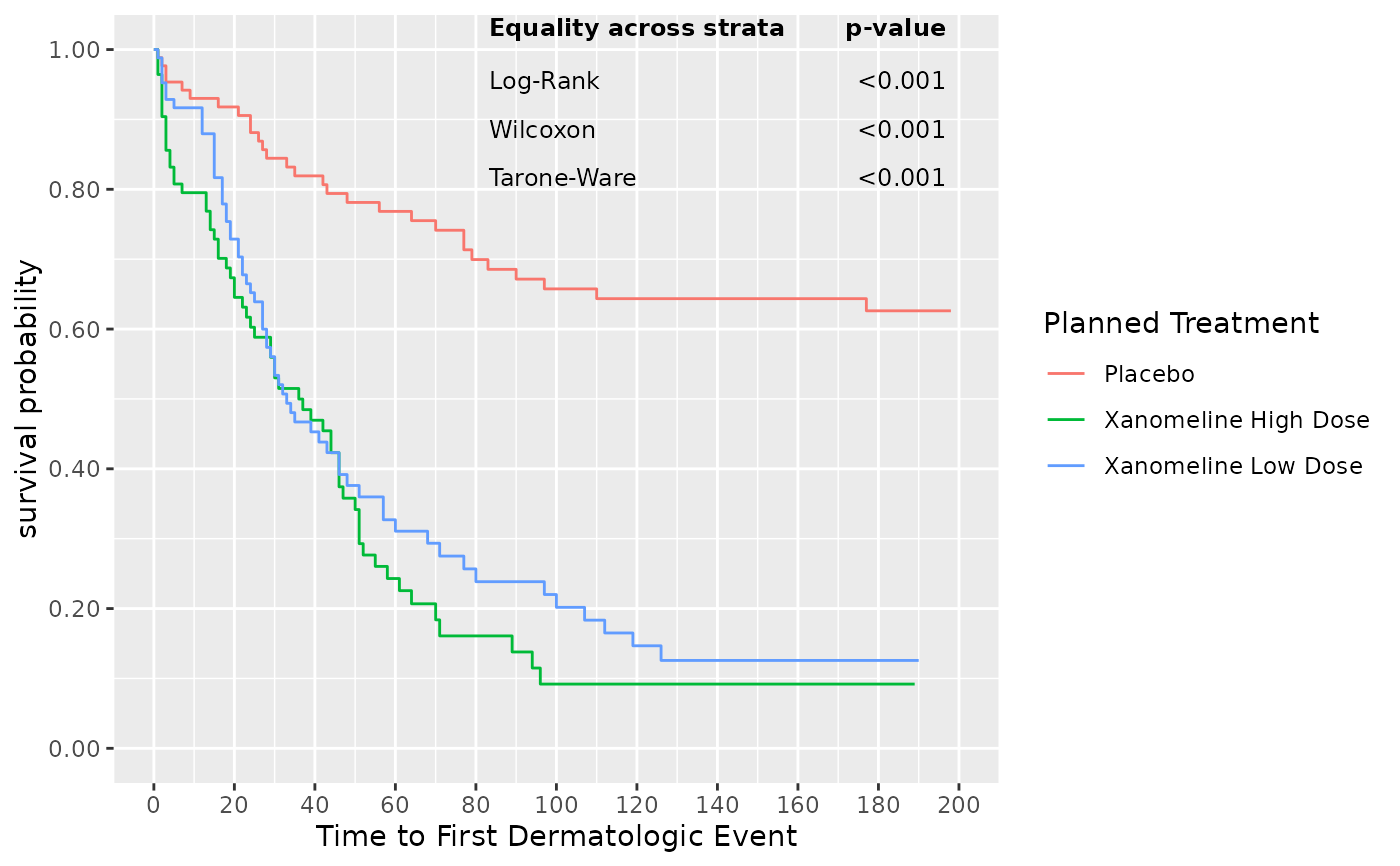 Equality across strata p-value
Log-Rank <0.001
Wilcoxon <0.001
Tarone-Ware <0.001
1.00
0.80
0.60
0.40
0.20
0.00
survival probability
0 20 40 60 80 100 120 140 160 180 200
Time to First Dermatologic Event
Planned Treatment
Placebo
Xanomeline High Dose
Xanomeline Low Dose